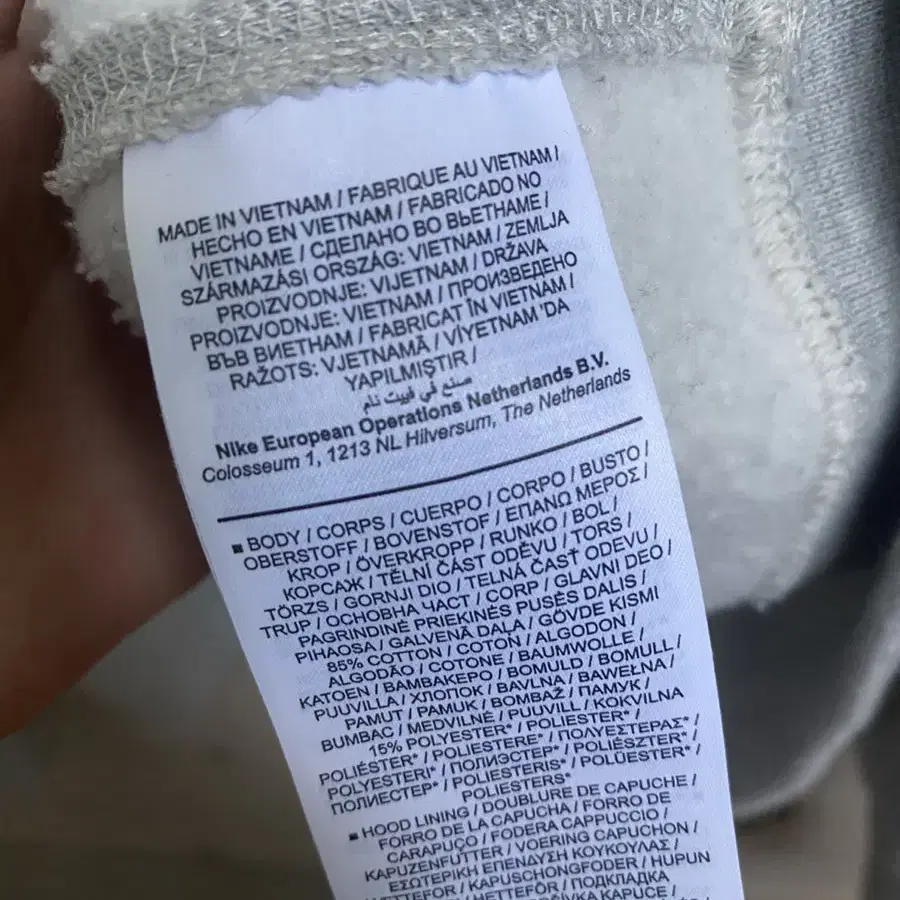 MADE IN VIETNAM / FABRIQUE AU VIETNAM /
HECHO EN VIETNAM / FABRICADO NO
VIETNAME / СДЕЛАНО ВО ВЬЕТНАМЕ /
SZÁRMAZÁSI ORSZÁG: VIETNAM / ZEMLJA
PROIZVODNJE: VIJETNAM / DRŽAVA
PROIZVODNJE: VIETNAM / ПРОИЗВЕДЕНО
ВЪВ ВИЕТНАМ / FABRICAT ÎN VIETNAM /
RAŽOTS: VJETNAMĀ / VİYETNAM'DA
YAPILMIŞTIR /
صنع في فييت نام
Nike European Operations Netherlands B.V.
Colosseum 1, 1213 NL Hilversum, The Netherlands
▪ BODY / CORPS / CUERPO / CORPO / BUSTO /
OBERSTOFF / BOVENSTOF / ΕΠΑΝΩ ΜΕΡΟΣ /
KROP / ÖVERKROPP / RUNKO / BOL /
КОРСАЖ / TĚLNÍ ČÁST ODĚVU / TORS /
TÖRZS / GORNJI DIO / TELNÁ ČASŤ ODEVU /
TRUP / ОСНОВНА ЧАСТ / CORP / GLAVNI DEO /
PAGRINDINĖ PRIEKINĖS PUSĖS DALIS /
PIHAOSA / GALVENĀ DAĻA / GÖVDE KISMI
85% COTTON / COTON / ALGODON /
ALGODÃO / COTONE / BAUMWOLLE /
KATOEN / ΒΑΜΒΑΚΕΡΟ / BOMULD / BOMULL /
PUUVILLA / ХЛОПОК / BAVLNA / BAWEŁNA /
PAMUT / PAMUK / BOMBAŽ / ПАМУК /
BUMBAC / MEDVILNĖ / PUUVILL / KOKVILNA
15% POLYESTER* / POLIESTER* /
POLIÉSTER* / POLIESTERE* / ΠΟΛΥΕΣΤΕΡΑΣ* /
POLYESTERI* / ПОЛИЭСТЕР* / POLIÉSZTER* /
ПОЛИЕСТЕР* / POLIESTERIS* / POLÜESTER* /
POLIESTERS*
▪ HOOD LINING / DOUBLURE DE CAPUCHE /
FORRO DE LA CAPUCHA / FORRO DE
CARAPUÇO / FODERA CAPPUCCIO /
KAPUZENFUTTER / VOERING CAPUCHON /
ΕΣΩΤΕΡΙΚΗ ΕΠΕΝΔΥΣΗ ΚΟΥΚΟΥΛΑΣ /
HÆTTEFOR / KAPUSCHONGFODER / HUPUN
/ HETTEFÔR / ПОДКЛАДКА
KAPUCE /